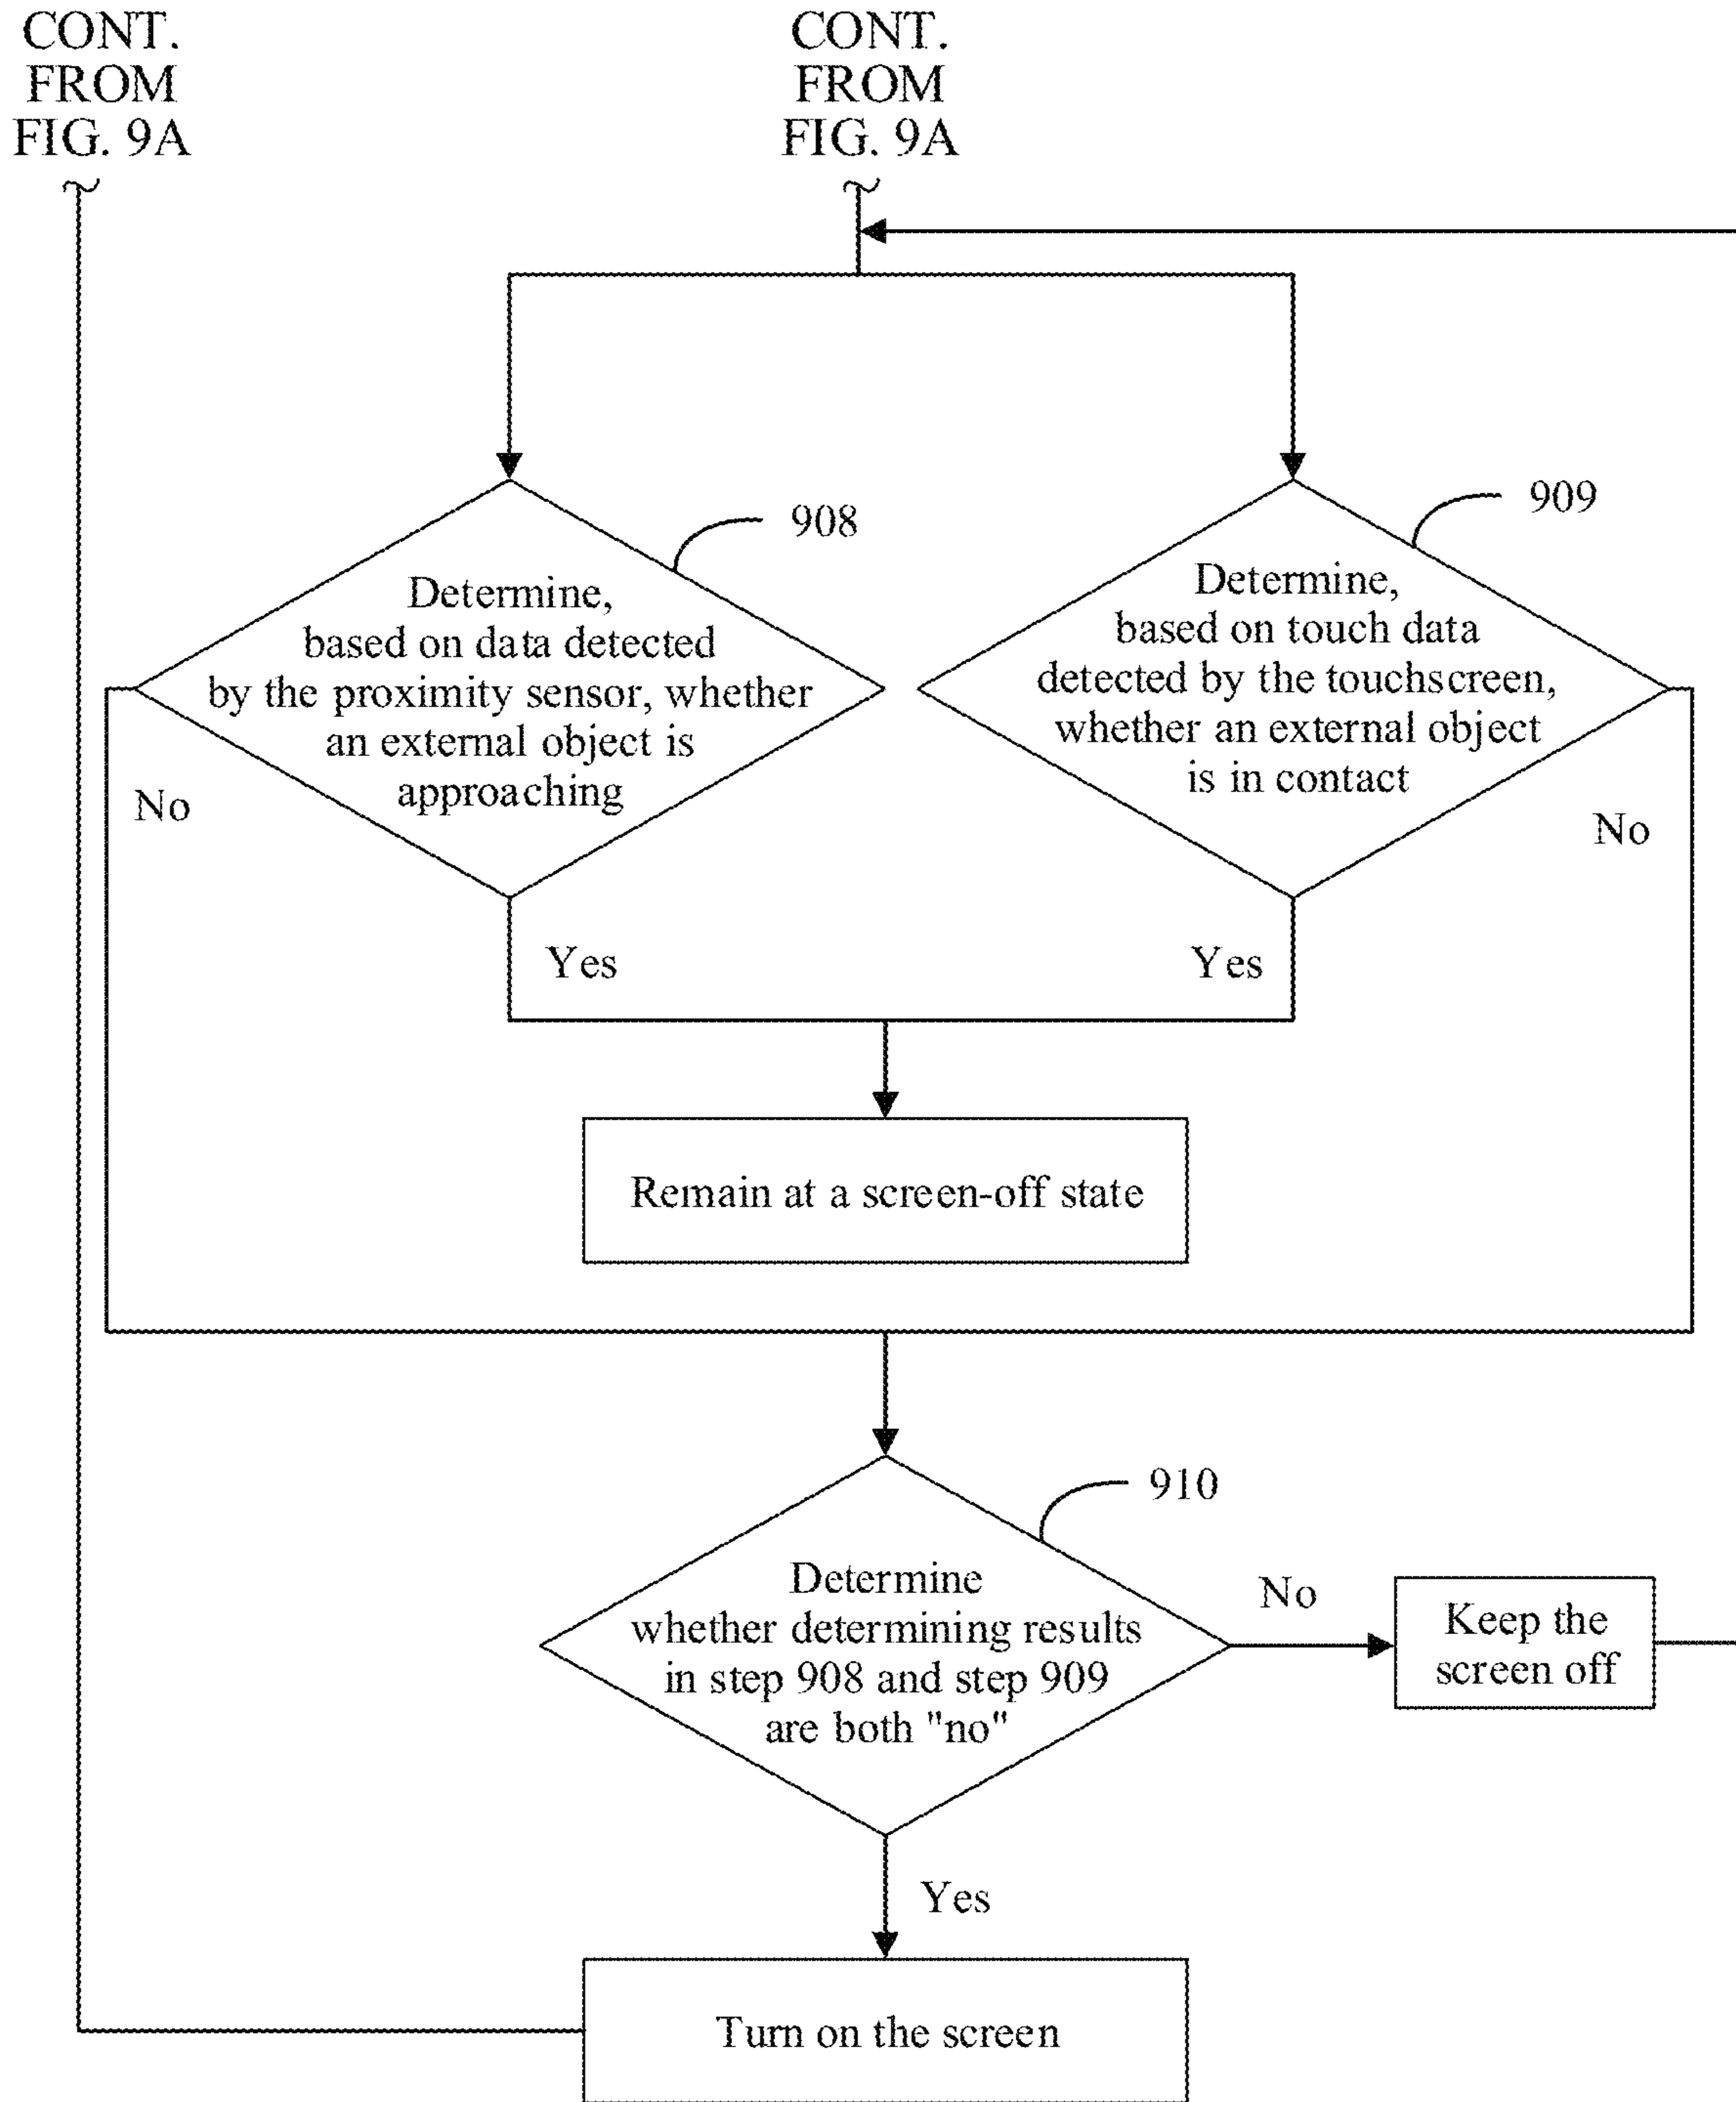 CONT.
FROM
FIG. 9A
CONT.
FROM
FIG. 9A
908
Determine,
based on data detected
by the proximity sensor, whether
an external object is
approaching
909
Determine,
based on touch data
detected by the touchscreen,
whether an external object
is in contact
No
No
Yes
Yes
Remain at a screen-off state
910
Determine
whether determining results
in step 908 and step 909
are both "no"
No
Keep the
screen off
Yes
Turn on the screen